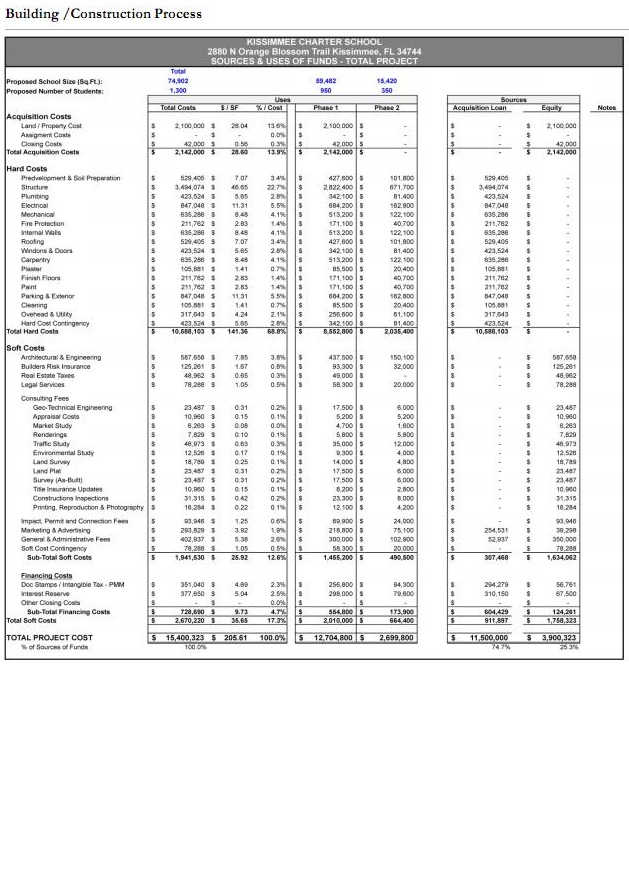 Building /Construction Process
KISSIMMEE CHARTER SCHOOL
2880 N Orange Blossom Trail Kissimmee, FL 34744
SOURCES & USES OF FUNDS - TOTAL PROJECT
Total
Proposed School Size (Sq.Ft.): 74,902 59,482 15,420
Proposed Number of Students: 1,300 950 350
Uses Sources
Total Costs $ / SF % / Cost Phase 1 Phase 2 Acquisition Loan Equity Notes
Acquisition Costs
Land / Property Cost $ 2,100,000 $ 28.04 13.6% $ 2,100,000 $ - $ - $ 2,100,000
Assigment Costs $ - $ - 0.0% $ - $ - $ - $ -
Closing Costs $ 42,000 $ 0.56 0.3% $ 42,000 $ - $ - $ 42,000
Total Acquisition Costs $ 2,142,000 $ 28.60 13.9% $ 2,142,000 $ - $ - $ 2,142,000
Hard Costs
Predvelopment & Soil Preparation $ 529,405 $ 7.07 3.4% $ 427,600 $ 101,800 $ 529,405 $ -
Structure $ 3,494,074 $ 46.65 22.7% $ 2,822,400 $ 671,700 $ 3,494,074 $ -
Plumbing $ 423,524 $ 5.65 2.8% $ 342,100 $ 81,400 $ 423,524 $ -
Electrical $ 847,048 $ 11.31 5.5% $ 684,200 $ 162,800 $ 847,048 $ -
Mechanical $ 635,286 $ 8.48 4.1% $ 513,200 $ 122,100 $ 635,286 $ -
Fire Protection $ 211,762 $ 2.83 1.4% $ 171,100 $ 40,700 $ 211,762 $ -
Internal Walls $ 635,286 $ 8.48 4.1% $ 513,200 $ 122,100 $ 635,286 $ -
Roofing $ 529,405 $ 7.07 3.4% $ 427,600 $ 101,800 $ 529,405 $ -
Windons & Doors $ 423,524 $ 5.65 2.8% $ 342,100 $ 81,400 $ 423,524 $ -
Carpentry $ 635,286 $ 8.48 4.1% $ 513,200 $ 122,100 $ 635,286 $ -
Plaster $ 105,881 $ 1.41 0.7% $ 85,500 $ 20,400 $ 105,881 $ -
Fiinish Floors $ 211,762 $ 2.83 1.4% $ 171,100 $ 40,700 $ 211,762 $ -
Paint $ 211,762 $ 2.83 1.4% $ 171,100 $ 40,700 $ 211,762 $ -
Parking & Exterior $ 847,048 $ 11.31 5.5% $ 684,200 $ 162,800 $ 847,048 $ -
Cleaning $ 105,881 $ 1.41 0.7% $ 85,500 $ 20,400 $ 105,881 $ -
Ovehead & Utility $ 317,643 $ 4.24 2.1% $ 256,600 $ 61,100 $ 317,643 $ -
Hard Cost Contingency $ 423,524 $ 5.65 2.8% $ 342,100 $ 81,400 $ 423,524 $ -
Total Hard Costs $ 10,588,103 $ 141.36 68.8% $ 8,552,800 $ 2,035,400 $ 10,588,103 $ -
Soft Costs
Architectural & Engineering $ 587,658 $ 7.85 3.8% $ 437,500 $ 150,100 $ - $ 587,658
Builders Risk Insurance $ 125,261 $ 1.67 0.8% $ 93,300 $ 32,000 $ - $ 125,261
Real Estate Taxes $ 48,962 $ 0.65 0.3% $ 49,000 $ - $ - $ 48,962
Legal Services $ 78,288 $ 1.05 0.5% $ 58,300 $ 20,000 $ - $ 78,288
Consulting Fees
Geo-Technical Engineering $ 23,487 $ 0.31 0.2% $ 17,500 $ 6,000 $ - $ 23,487
Appraisal Costs $ 10,960 $ 0.15 0.1% $ 5,200 $ 5,200 $ - $ 10,960
Market Study $ 6,263 $ 0.08 0.0% $ 4,700 $ 1,600 $ - $ 6,263
Renderings $ 7,829 $ 0.10 0.1% $ 5,800 $ 5,800 $ - $ 7,829
Traffic Study $ 46,973 $ 0.63 0.3% $ 35,000 $ 12,000 $ - $ 46,973
Environmental Study $ 12,526 $ 0.17 0.1% $ 9,300 $ 4,000 $ - $ 12,526
Land Survey $ 18,789 $ 0.25 0.1% $ 14,000 $ 4,800 $ - $ 18,789
Land Plat $ 23,487 $ 0.31 0.2% $ 17,500 $ 6,000 $ - $ 23,487
Survey (As-Built) $ 23,487 $ 0.31 0.2% $ 17,500 $ 6,000 $ - $ 23,487
Title Insurance Updates $ 10,960 $ 0.15 0.1% $ 8,200 $ 2,800 $ - $ 10,960
Constructions Inspections $ 31,315 $ 0.42 0.2% $ 23,300 $ 8,000 $ - $ 31,315
Printing, Reproduction & Photography $ 16,284 $ 0.22 0.1% $ 12,100 $ 4,200 $ - $ 16,284
Impact, Permit and Connection Fees $ 93,946 $ 1.25 0.6% $ 69,900 $ 24,000 $ - $ 93,946
Marketing & Advertising $ 293,829 $ 3.92 1.9% $ 218,800 $ 75,100 $ 254,531 $ 39,298
General & Administrative Fees $ 402,937 $ 5.38 2.6% $ 300,000 $ 102,900 $ 52,937 $ 350,000
Soft Cost Contingency $ 78,288 $ 1.05 0.5% $ 58,300 $ 20,000 $ - $ 78,288
Sub-Total Soft Costs $ 1,941,530 $ 25.92 12.6% $ 1,455,200 $ 490,500 $ 307,468 $ 1,634,062
Financing Costs
Doc Stamps / Intangible Tax - PMM $ 351,040 $ 4.69 2.3% $ 256,800 $ 94,300 $ 294,279 $ 56,761
Interest Reserve $ 377,650 $ 5.04 2.5% $ 298,000 $ 79,600 $ 310,150 $ 67,500
Other Closing Costs $ - $ - 0.0% $ - $ - $ - $ -
Sub-Total Financing Costs $ 728,690 $ 9.73 4.7% $ 554,800 $ 173,900 $ 604,429 $ 124,261
Total Soft Costs $ 2,670,220 $ 35.65 17.3% $ 2,010,000 $ 664,400 $ 911,897 $ 1,758,323
TOTAL PROJECT COST $ 15,400,323 $ 205.61 100.0% $ 12,704,800 $ 2,699,800 $ 11,500,000 $ 3,900,323
% of Sources of Funds 100.0% 74.7% 25.3%